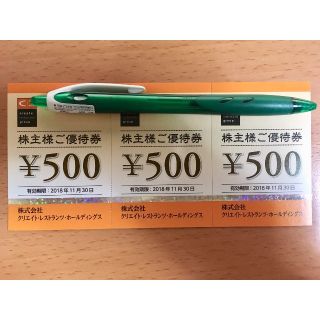 create
株主様ご優待券
¥500
有効期限:2018年11月30日
株式会社
クリエイト・レストランツ・ホールディングス
株主様ご優待券
¥500
有効期限:2018年11月30日
株式会社
クリエイト・レストランツ・ホールディングス
株主様ご優待券
¥500
有効期限:2018年11月30日
株式会社
クリエイト・レストランツ・ホールディングス